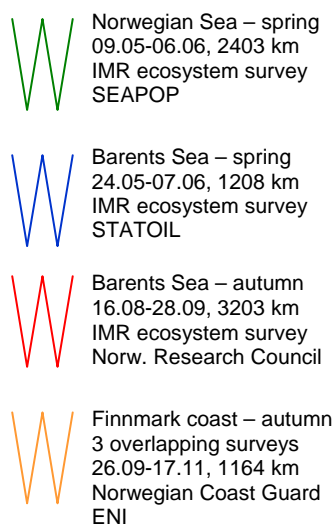 Norwegian Sea – spring
09.05-06.06, 2403 km
IMR ecosystem survey
SEAPOP
Barents Sea – spring
24.05-07.06, 1208 km
IMR ecosystem survey
STATOIL
Barents Sea – autumn
16.08-28.09, 3203 km
IMR ecosystem survey
Norw. Research Council
Finnmark coast – autumn
3 overlapping surveys
26.09-17.11, 1164 km
Norwegian Coast Guard
ENI